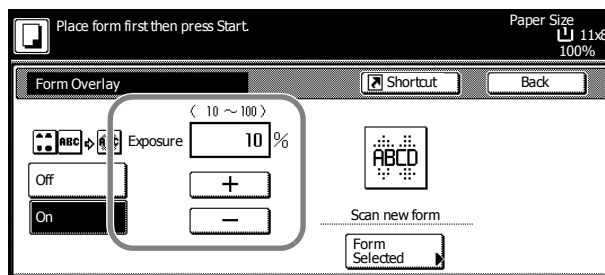 Place form first then press Start.
Paper Size
11x8
100%
Form Overlay
Shortcut
Back
( 10 ～ 100 )
ABC
Exposure
10 %
Off
+
On
−
ABCD
Scan new form
Form
Selected